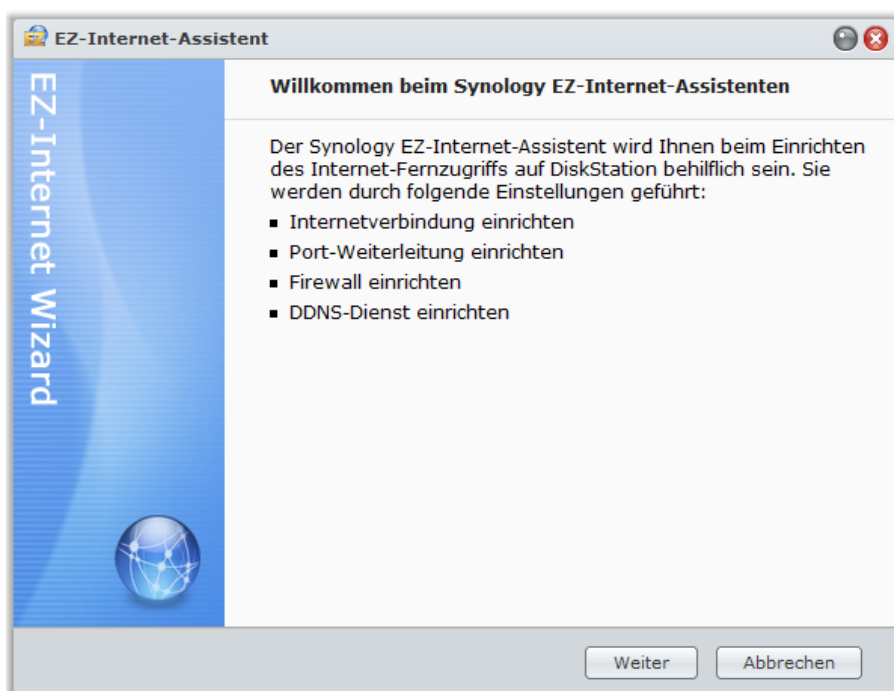 EZ-Internet-Assistent
EZ-Internet Wizard
Willkommen beim Synology EZ-Internet-Assistenten
Der Synology EZ-Internet-Assistent wird Ihnen beim Einrichten
des Internet-Fernzugriffs auf DiskStation behilflich sein. Sie
werden durch folgende Einstellungen geführt:
▪ Internetverbindung einrichten
▪ Port-Weiterleitung einrichten
▪ Firewall einrichten
▪ DDNS-Dienst einrichten
Weiter
Abbrechen